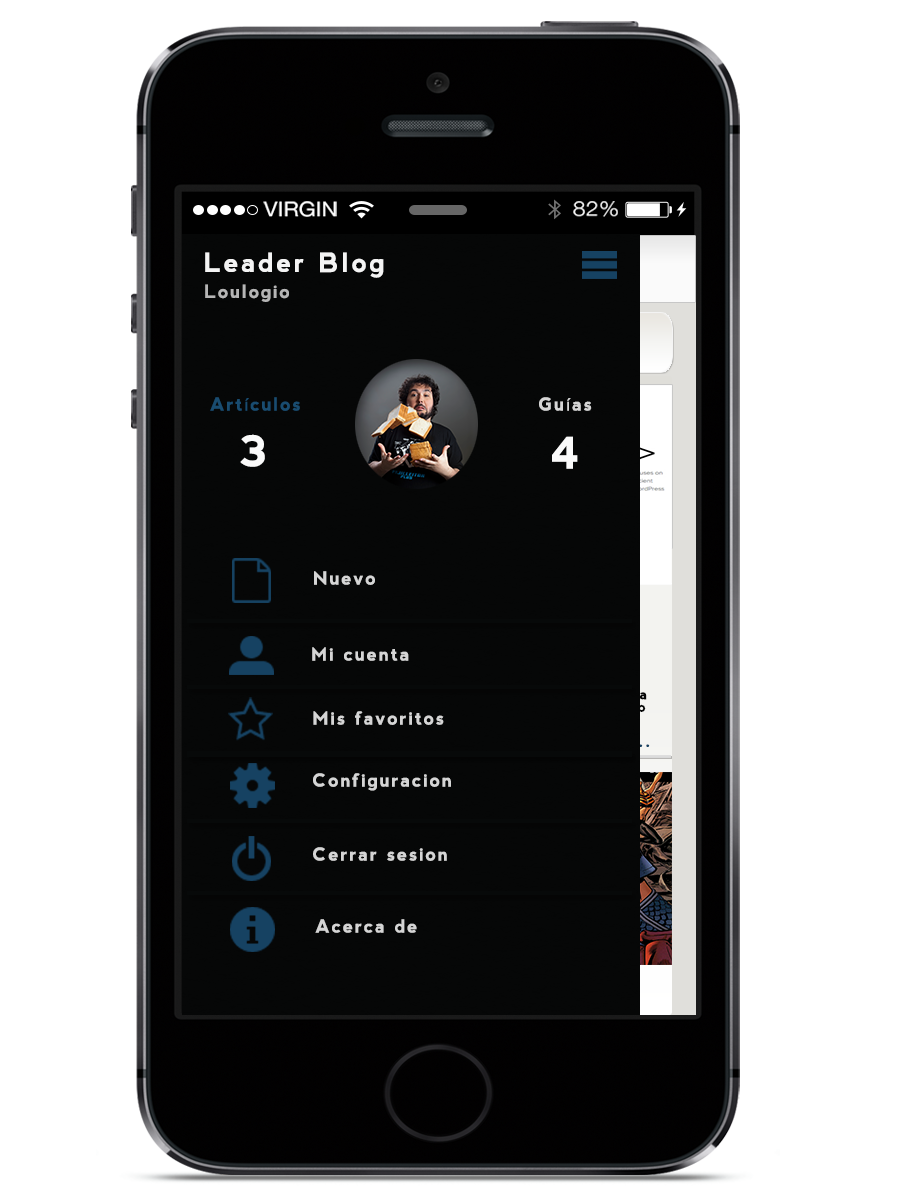 VIRGIN 82%
Leader Blog
Loulogio
Artículos
3
Guías
4
Nuevo
Mi cuenta
Mis favoritos
Configuracion
Cerrar sesion
Acerca de